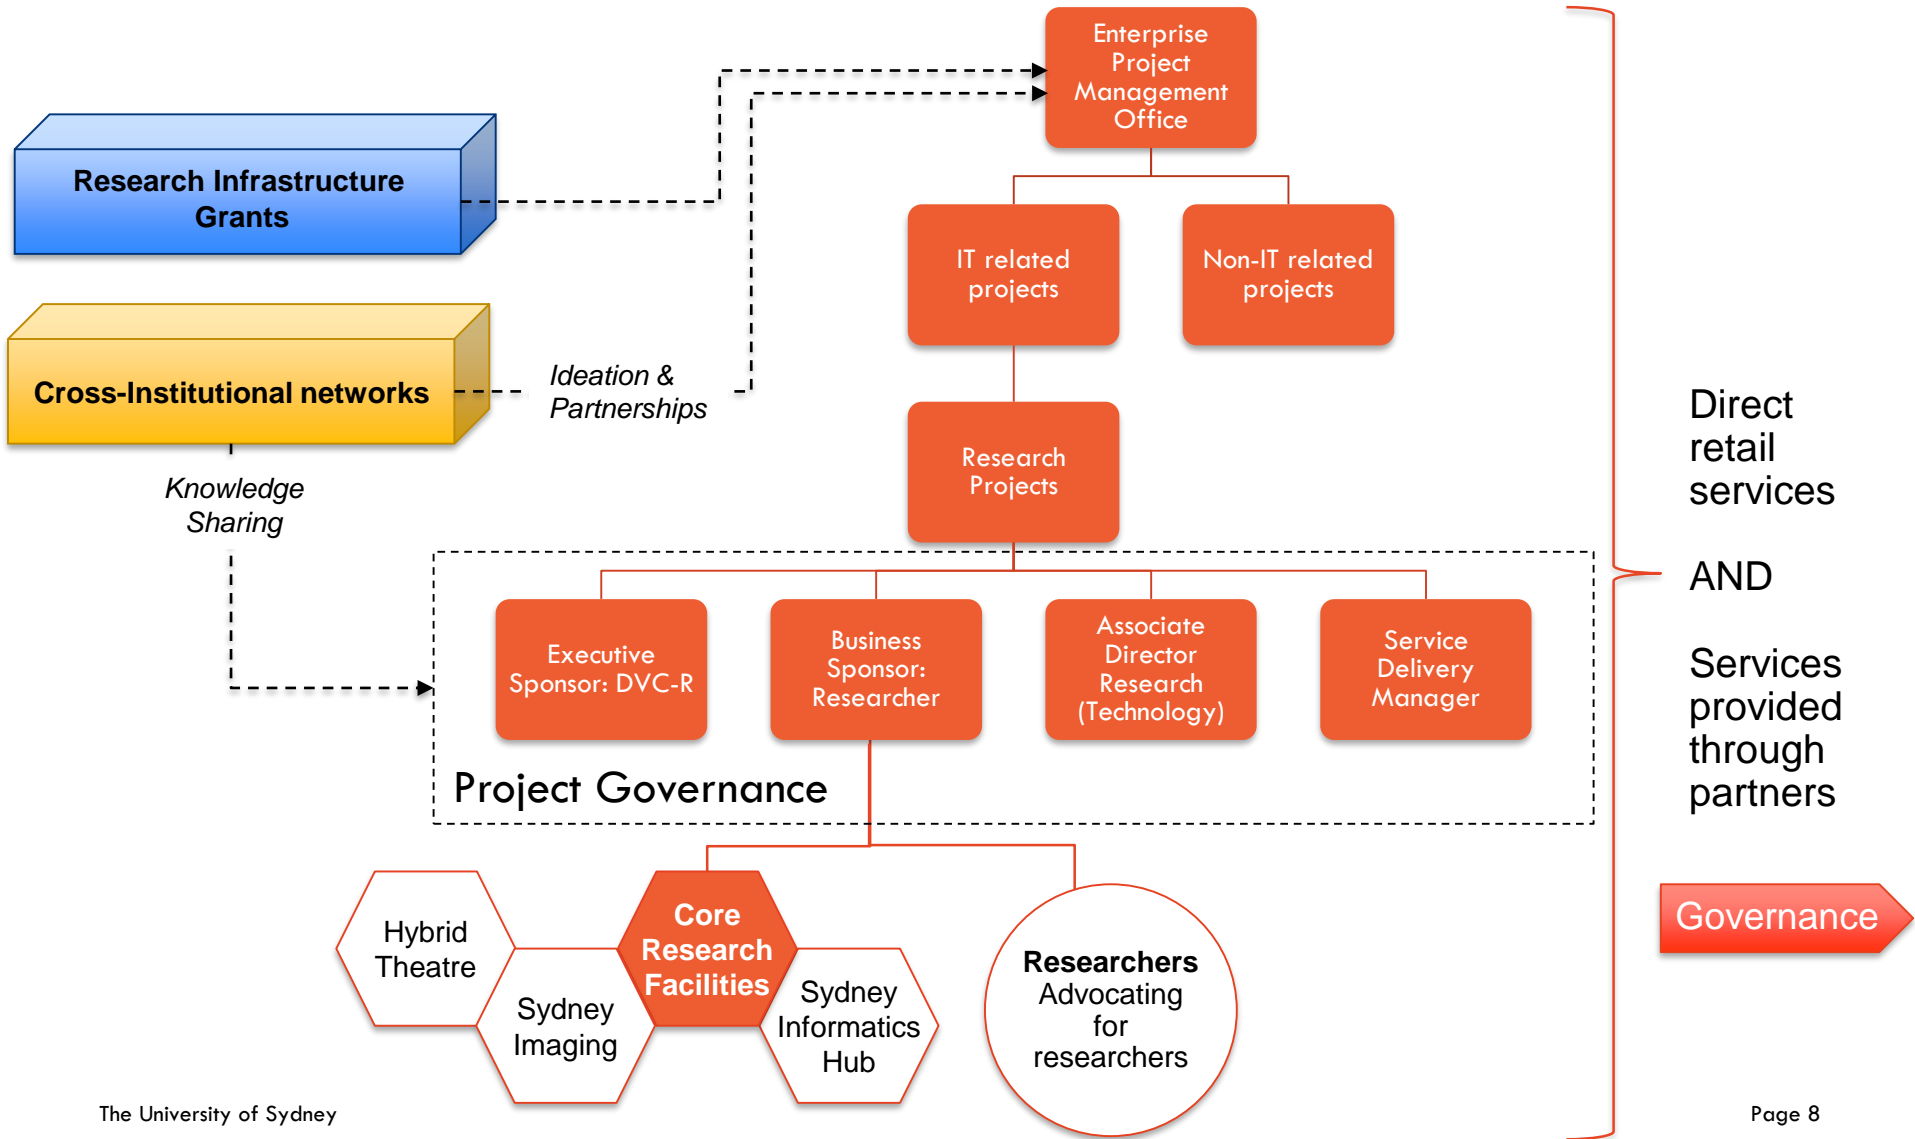 Enterprise
Project
Management
Office
Research Infrastructure
Grants
IT related
projects
Non-IT related
projects
Cross-Institutional networks
Ideation &
Partnerships
Knowledge
Sharing
Research
Projects
Executive
Sponsor: DVC-R
Business
Sponsor:
Researcher
Associate
Director
Research
(Technology)
Service
Delivery
Manager
Project Governance
Hybrid
Theatre
Sydney
Imaging
Core
Research
Facilities
Sydney
Informatics
Hub
Researchers
Advocating
for
researchers
Direct
retail
services
AND
Services
provided
through
partners
Governance
The University of Sydney
Page 8